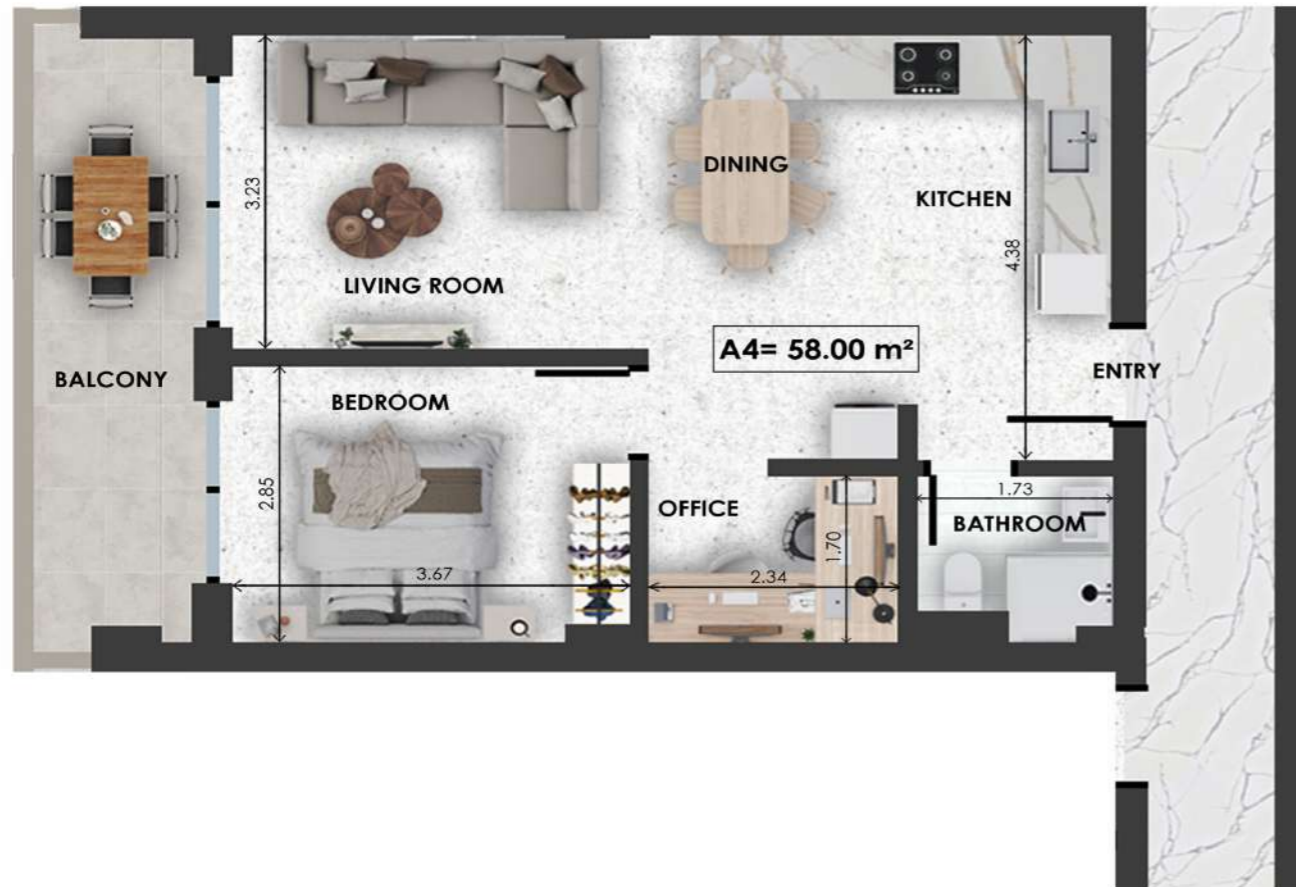 DINING
3.23
KITCHEN
4.38
LIVING ROOM
A4= 58.00 m²
ENTRY
BALCONY
BEDROOM
2.85
OFFICE
1.73
BATHROOM
1.70
3.67
2.34